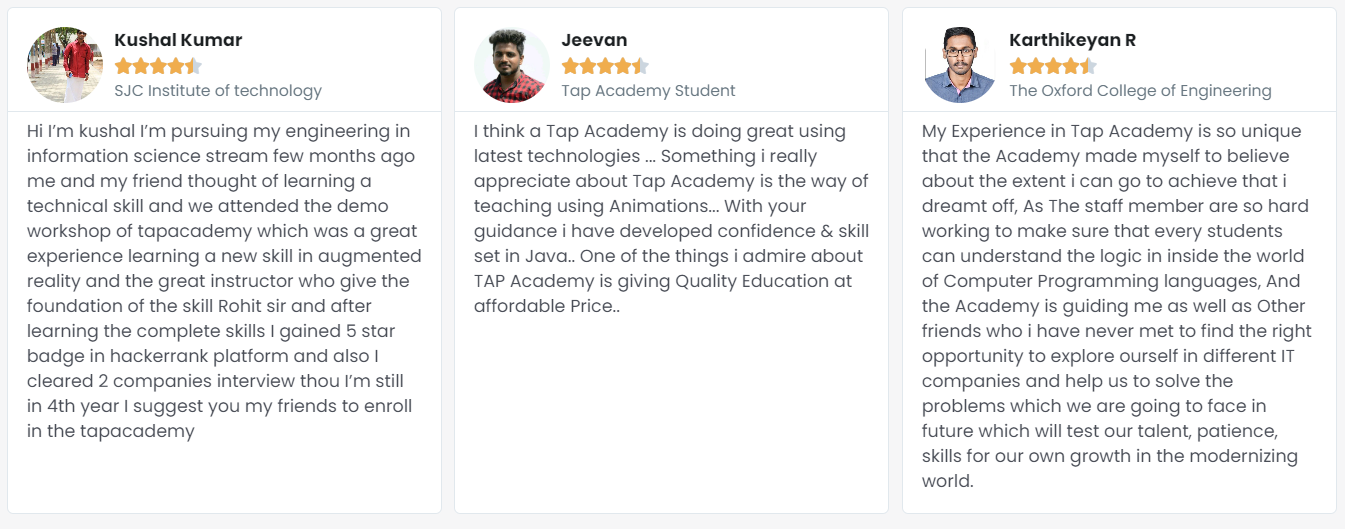 Kushal Kumar
SJC Institute of technology
Hi I’m kushal I’m pursuing my engineering in
information science stream few months ago
me and my friend thought of learning a
technical skill and we attended the demo
workshop of tapacademy which was a great
experience learning a new skill in augmented
reality and the great instructor who give the
foundation of the skill Rohit sir and after
learning the complete skills I gained 5 star
badge in hackerrank platform and also I
cleared 2 companies interview thou I’m still
in 4th year I suggest you my friends to enroll
in the tapacademy
Jeevan
Tap Academy Student
I think a Tap Academy is doing great using
latest technologies ... Something i really
appreciate about Tap Academy is the way of
teaching using Animations... With your
guidance i have developed confidence & skill
set in Java.. One of the things i admire about
TAP Academy is giving Quality Education at
affordable Price..
Karthikeyan R
The Oxford College of Engineering
My Experience in Tap Academy is so unique
that the Academy made myself to believe
about the extent i can go to achieve that i
dreamt off, As The staff member are so hard
working to make sure that every students
can understand the logic in inside the world
of Computer Programming languages, And
the Academy is guiding me as well as Other
friends who i have never met to find the right
opportunity to explore ourself in different IT
companies and help us to solve the
problems which we are going to face in
future which will test our talent, patience,
skills for our own growth in the modernizing
world.